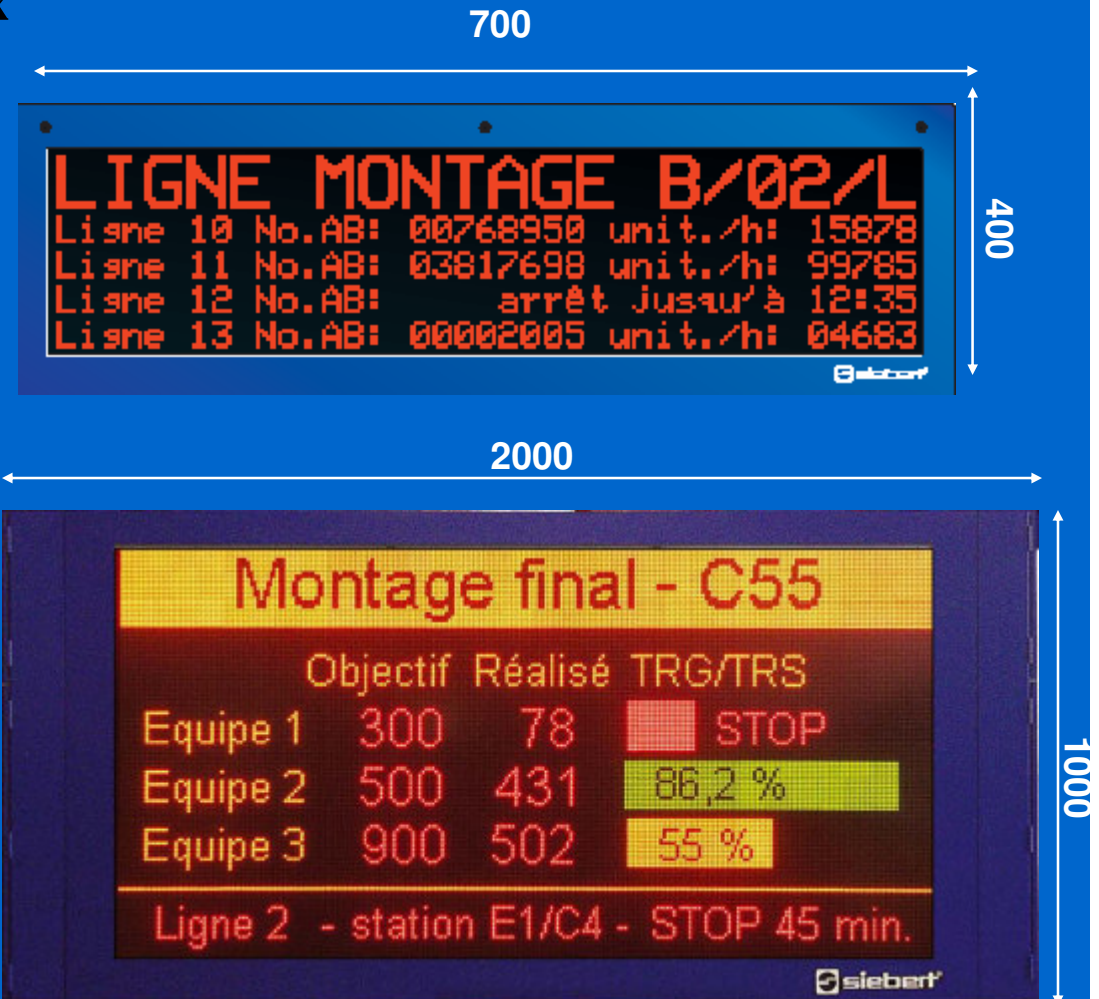 700
LIGNE MONTAGE B/02/L
Ligne 10 No.AB: 00768950 unit./h: 15878
Ligne 11 No.AB: 03817698 unit./h: 99785
Ligne 12 No.AB: arrêt jusqu'à 12:35
Ligne 13 No.AB: 00002005 unit./h: 04683
400
siebert
2000
Montage final - C55
Objectif Réalisé TRG/TRS
Equipe 1 300 78 STOP
Equipe 2 500 431 86,2 %
Equipe 3 900 502 55 %
1000
Ligne 2 - station E1/C4 - STOP 45 min.
siebert